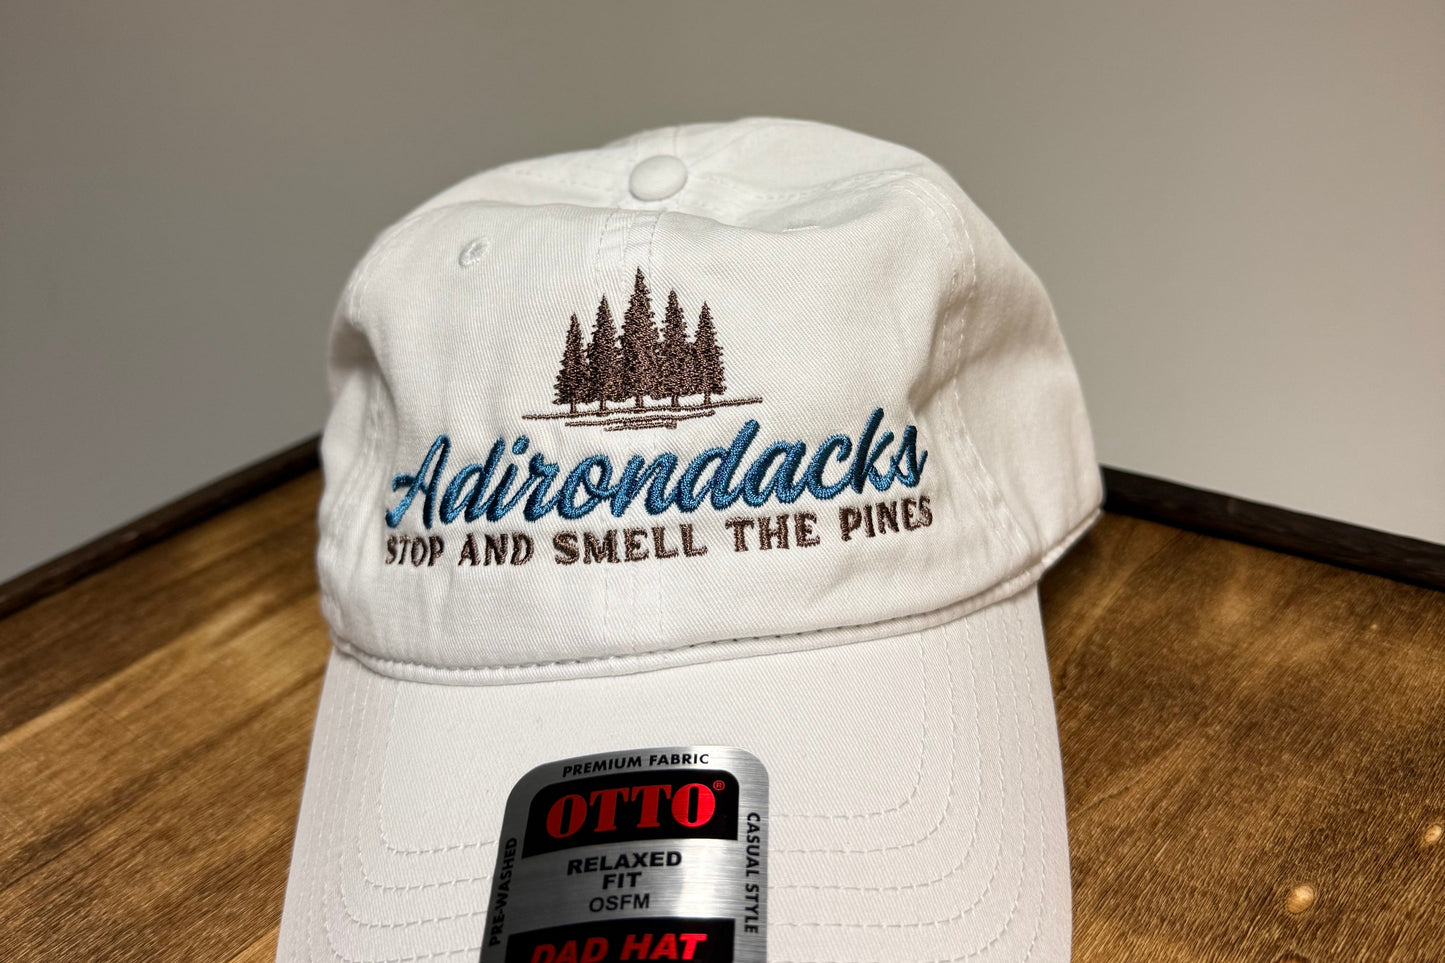 Adirondacks
STOP AND SMELL THE PINES
PREMIUM FABRIC
OTTO®
RELAXED
FIT
OSFM
DAD HAT
PRE-WASHED
CASUAL STYLE